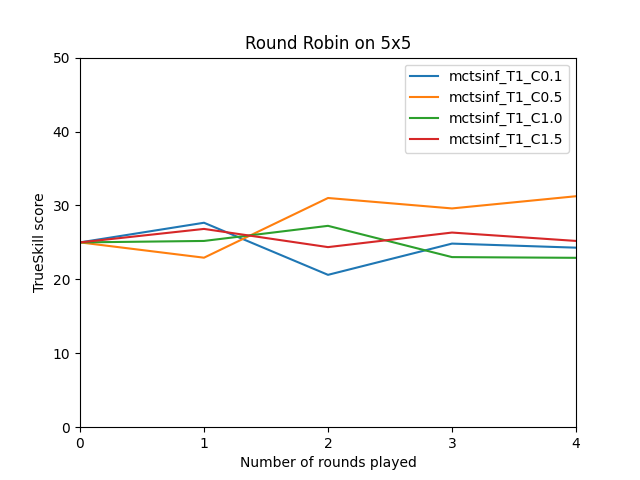 Round Robin on 5x5
mctsinf_T1_C0.1
mctsinf_T1_C0.5
mctsinf_T1_C1.0
mctsinf_T1_C1.5
TrueSkill score
50
40
30
20
10
0
0 1 2 3 4
Number of rounds played